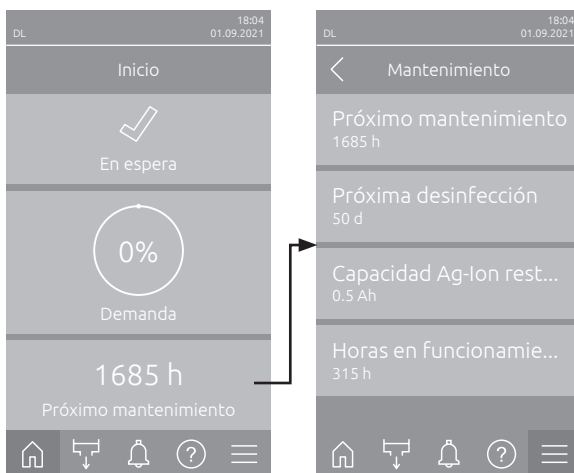 18:04
DL 01.09.2021
Inicio
En espera
0%
Demanda
1685 h
Próximo mantenimiento
?
18:04
DL 01.09.2021
Mantenimiento
Próximo mantenimiento
1685 h
Próxima desinfección
50 d
Capacidad Ag-Ion rest...
0.5 Ah
Horas en funcionamie...
315 h
?